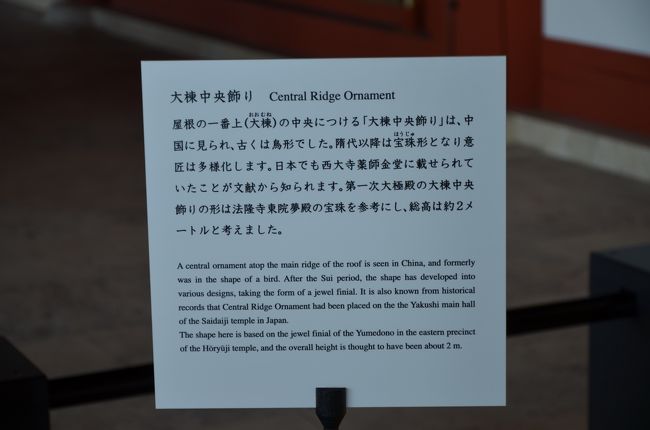 大棟中央飾り Central Ridge Ornament
屋根の一番上(大棟)の中央につける「大棟中央飾り」は、中
おおむね
国に見られ、古くは鳥形でした。隋代以降は宝珠形となり意
ほうじゅ
匠は多様化します。日本でも西大寺薬師金堂に載せられて
いたことが文献から知られます。第一次大極殿の大棟中央
飾りの形は法隆寺東院夢殿の宝珠を参考にし、総高は約2メ
ートルと考えました。
A central ornament atop the main ridge of the roof is seen in China, and formerly
was in the shape of a bird. After the Sui period, the shape has developed into
various designs, taking the form of a jewel finial. It is also known from historical
records that Central Ridge Ornament had been placed on the the Yakushi main hall
of the Saidaiji temple in Japan.
The shape here is based on the jewel finial of the Yumedono in the eastern precinct
of the Hōryūji temple, and the overall height is thought to have been about 2 m.